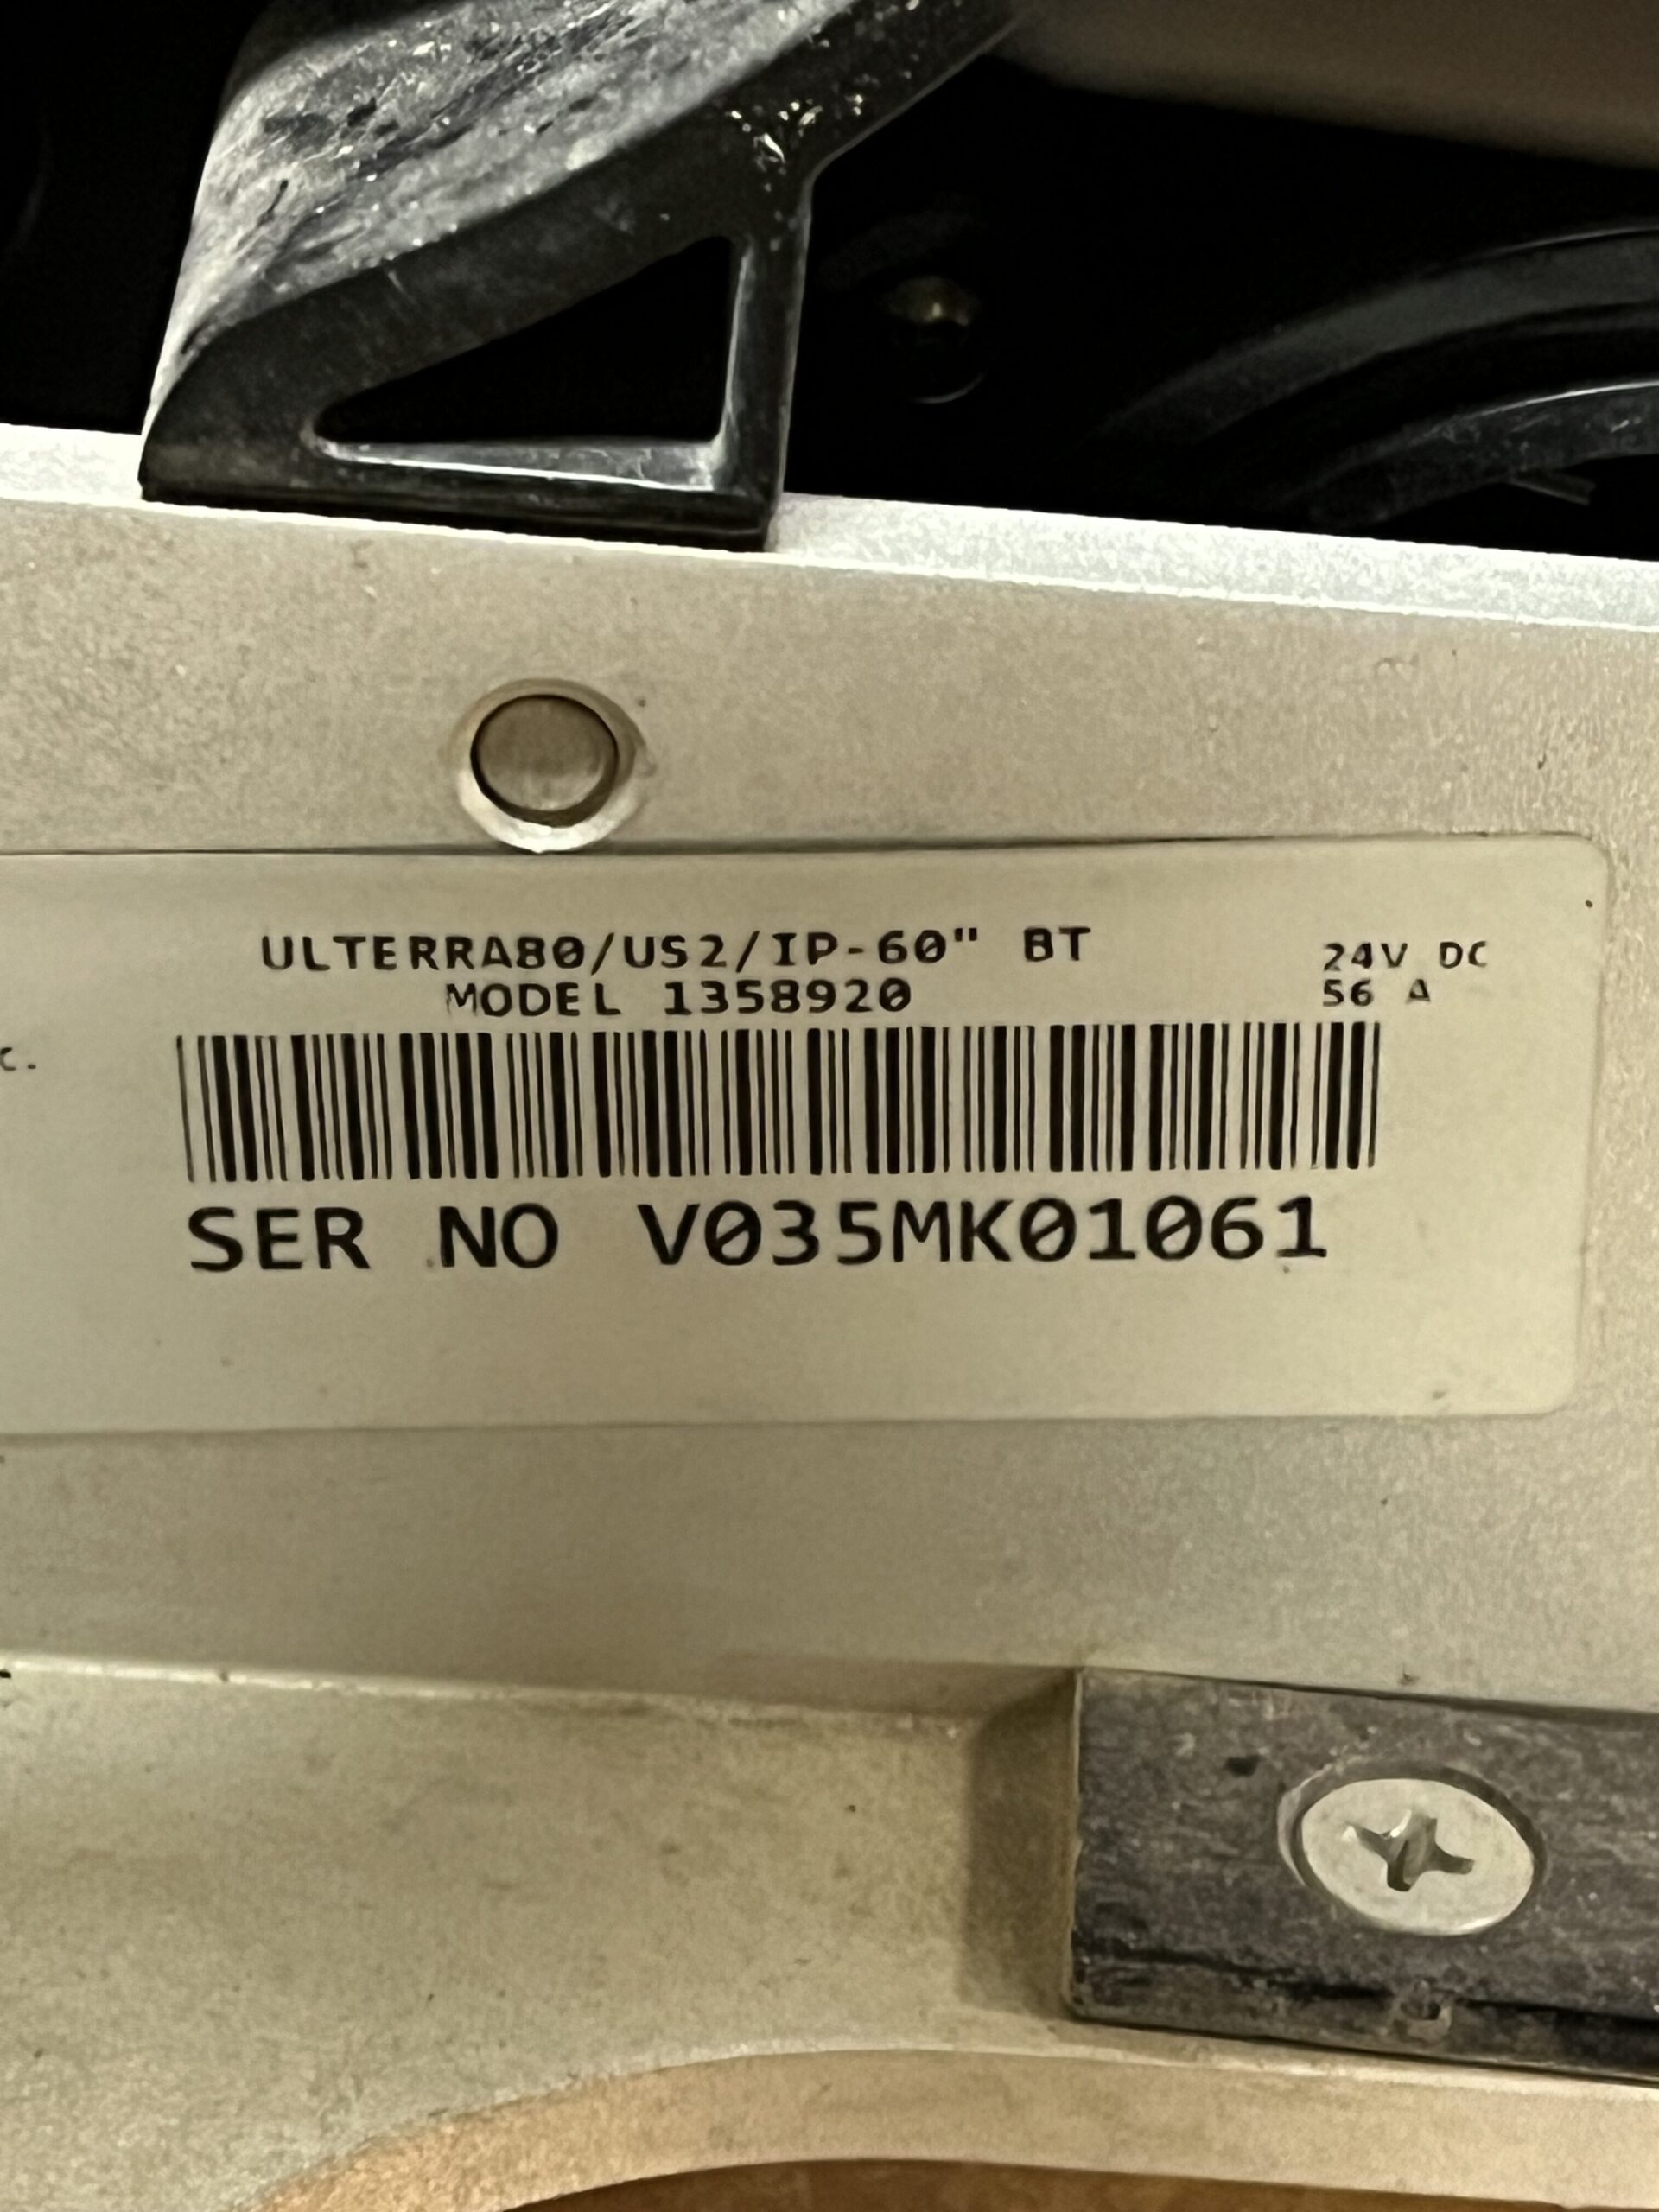 ULTERRA80/US2/IP-60" BT
MODEL 1358920
24V DC
56 A
c.
SER NO V035MK01061